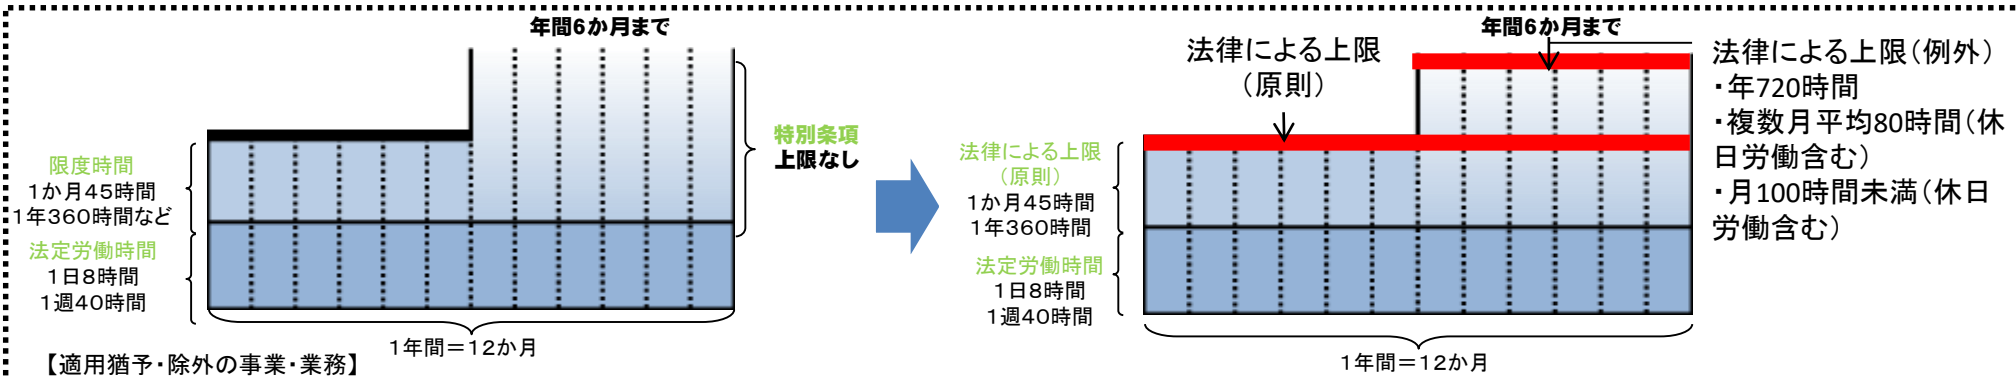 年間6か月まで
限度時間
1か月45時間
1年360時間など
法定労働時間
1日8時間
1週40時間
特別条項
上限なし
1年間=12か月
【適用猶予・除外の事業・業務】
年間6か月まで
法律による上限
(原則)
法律による上限
(原則)
1か月45時間
1年360時間
法定労働時間
1日8時間
1週40時間
1年間=12か月
法律による上限(例外)
・年720時間
・複数月平均80時間(休
日労働含む)
・月100時間未満(休日
労働含む)